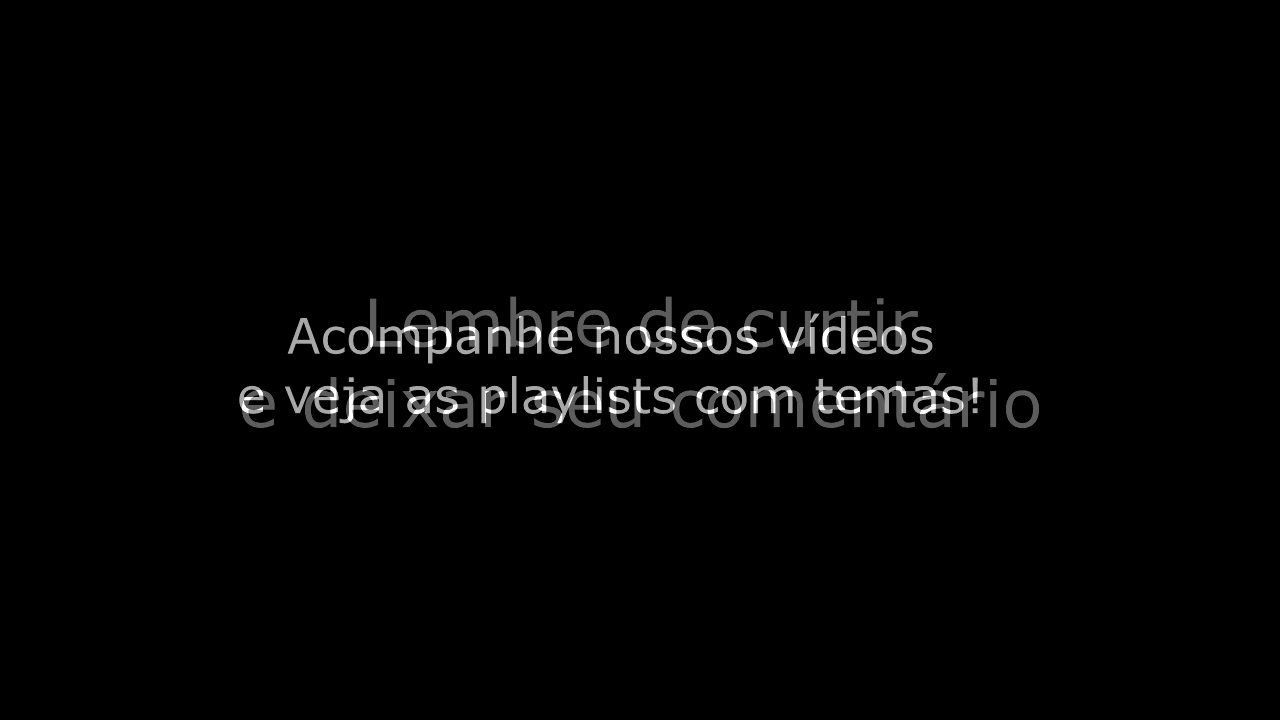 Lembre de curtir
e deixar seu comentário
Acompanhe nossos vídeos
e veja as playlists com temas!